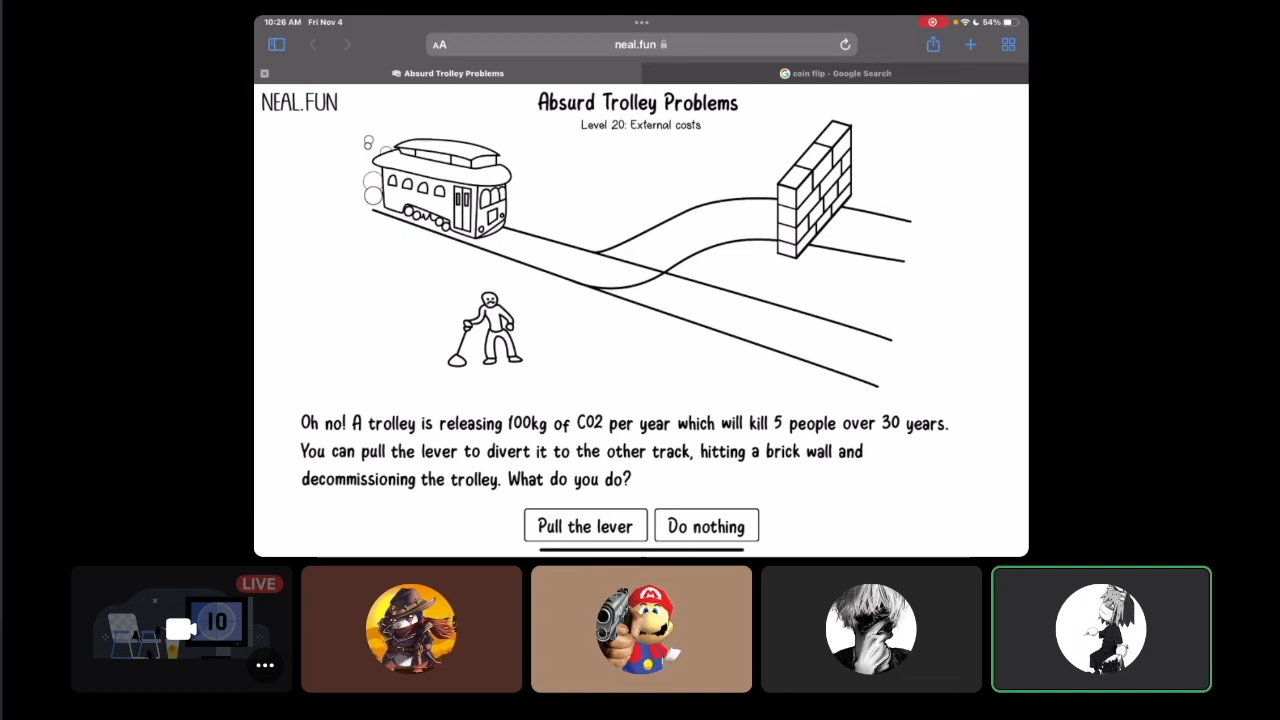 10:26 AM Fri Nov 4
54%
AA
neal.fun
Absurd Trolley Problems
coin flip - Google Search
NEAL.FUN
Absurd Trolley Problems
Level 20: External costs
Oh no! A trolley is releasing 100kg of CO2 per year which will kill 5 people over 30 years.
You can pull the lever to divert it to the other track, hitting a brick wall and
decommissioning the trolley. What do you do?
Pull the lever
Do nothing
LIVE
10
M